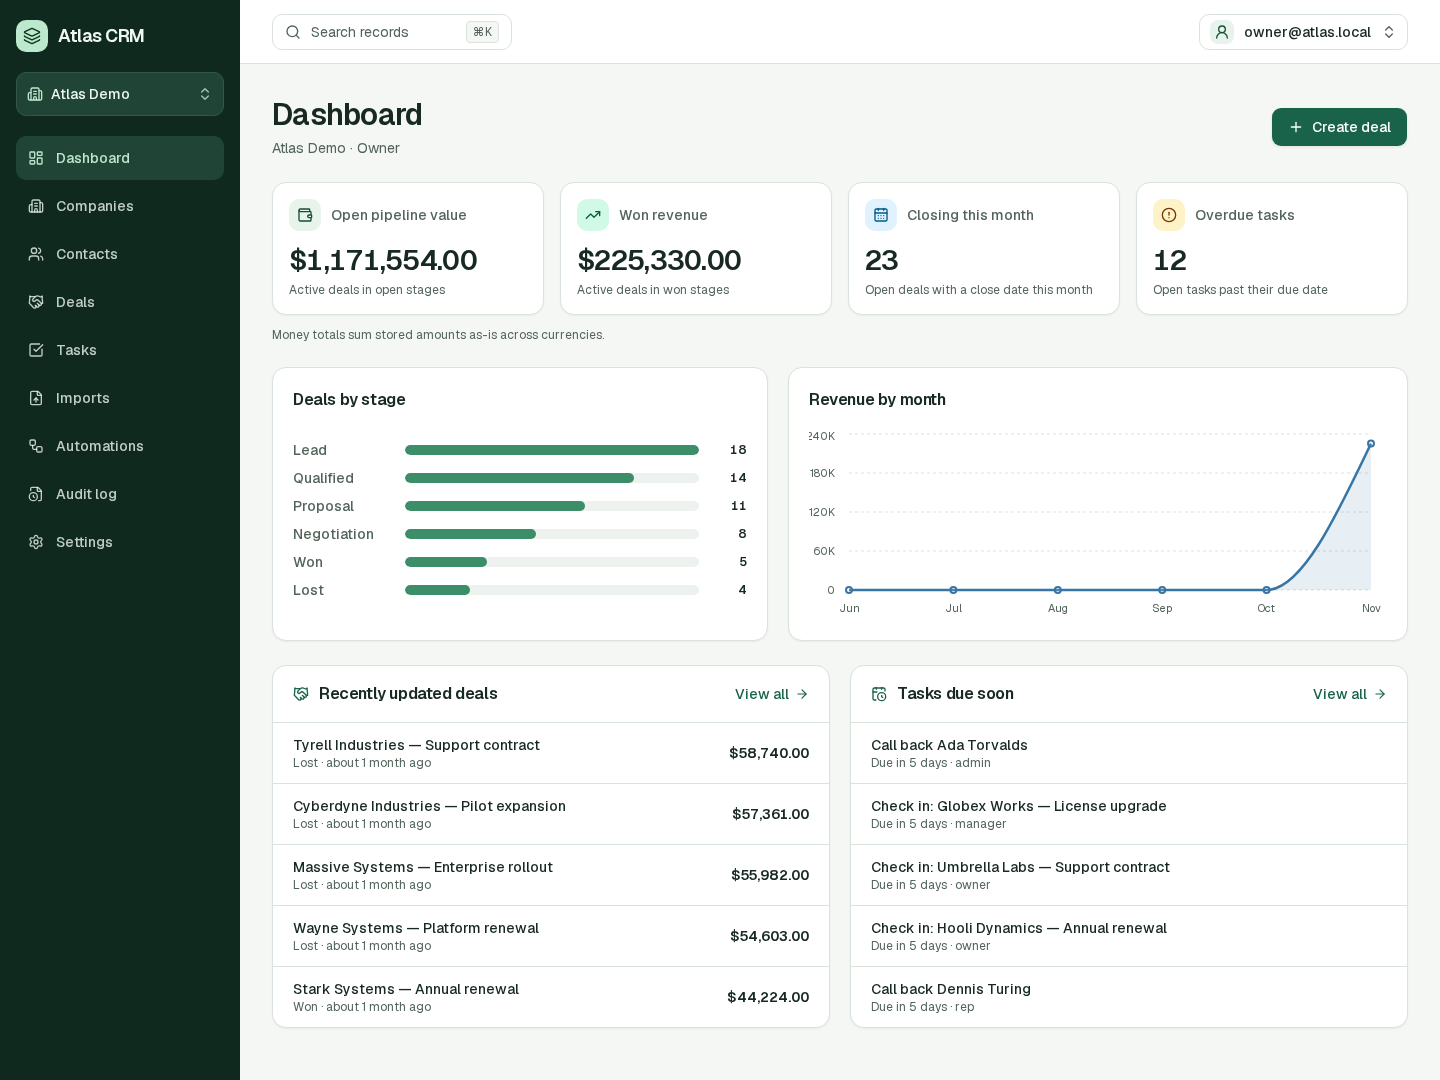 Atlas CRM
Atlas Demo
Dashboard
Companies
Contacts
Deals
Tasks
Imports
Automations
Audit log
Settings
Search records
⌘K
owner@atlas.local
Dashboard
Atlas Demo · Owner
Create deal
Open pipeline value
$1,171,554.00
Active deals in open stages
Won revenue
$225,330.00
Active deals in won stages
Closing this month
23
Open deals with a close date this month
Overdue tasks
12
Open tasks past their due date
Money totals sum stored amounts as-is across currencies.
Deals by stage
Lead 18
Qualified 14
Proposal 11
Negotiation 8
Won 5
Lost 4
Revenue by month
240K
180K
120K
60K
0
Jun Jul Aug Sep Oct Nov
Recently updated deals
View all
Tyrell Industries — Support contract
Lost · about 1 month ago
$58,740.00
Cyberdyne Industries — Pilot expansion
Lost · about 1 month ago
$57,361.00
Massive Systems — Enterprise rollout
Lost · about 1 month ago
$55,982.00
Wayne Systems — Platform renewal
Lost · about 1 month ago
$54,603.00
Stark Systems — Annual renewal
Won · about 1 month ago
$44,224.00
Tasks due soon
View all
Call back Ada Torvalds
Due in 5 days · admin
Check in: Globex Works — License upgrade
Due in 5 days · manager
Check in: Umbrella Labs — Support contract
Due in 5 days · owner
Check in: Hooli Dynamics — Annual renewal
Due in 5 days · owner
Call back Dennis Turing
Due in 5 days · rep